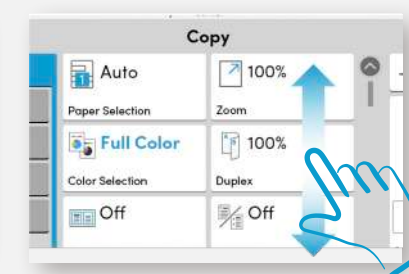 Copy
Auto
100%
Paper Selection
Zoom
Full Color
100%
Color Selection
Duplex
Off
Off